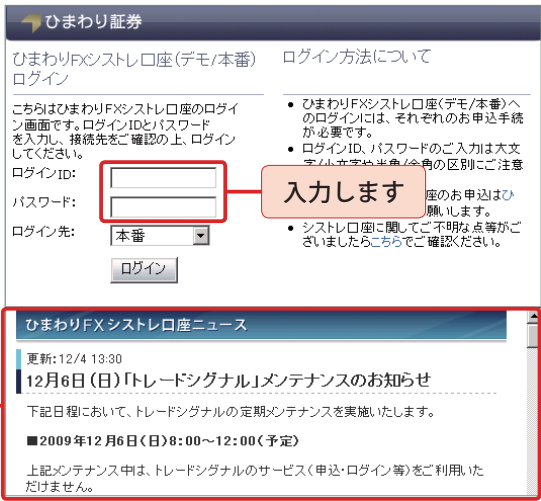 ひまわり証券
ひまわりFXシストレ口座(デモ/本番)
ログイン
こちらはひまわりFXシストレ口座のログイ
ン画面です。ログインIDとパスワード
を入力し、接続先をご確認の上、ログイン
してください。
ログインID:
パスワード:
ログイン先:
本番
ログイン
ログイン方法について
• ひまわりFXシストレ口座(デモ/本番)へ
のログインには、それぞれのお申込手続
が必要です。
• ログインID、パスワードのご入力は大文
字/小文字や半角/全角の区別にご注意
入力します
座のお申込はひ
願いします。
• シストレ口座に関してご不明な点等がご
ざいましたらこちらでご確認ください。
ひまわりFXシストレ口座ニュース
更新:12/4 13:30
12月6日(日)「トレードシグナル」メンテナンスのお知らせ
下記日程において、トレードシグナルの定期メンテナンスを実施いたします。
■2009年12月6日(日)8:00～12:00(予定)
上記メンテナンス中は、トレードシグナルのサービス(申込・ログイン等)をご利用いた
だけません。